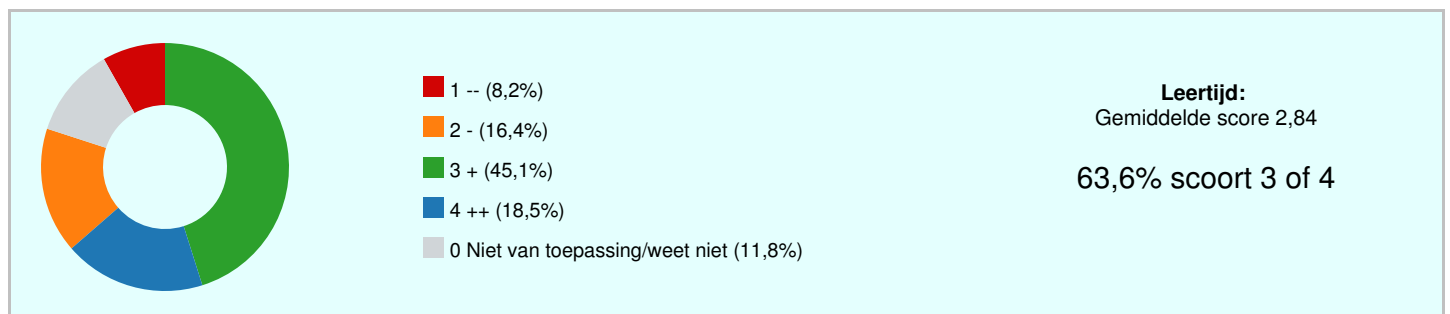 1 -- (8,2%)
2 - (16,4%)
3 + (45,1%)
4 ++ (18,5%)
0 Niet van toepassing/weet niet (11,8%)
Leertijd:
Gemiddelde score 2,84
63,6% scoort 3 of 4